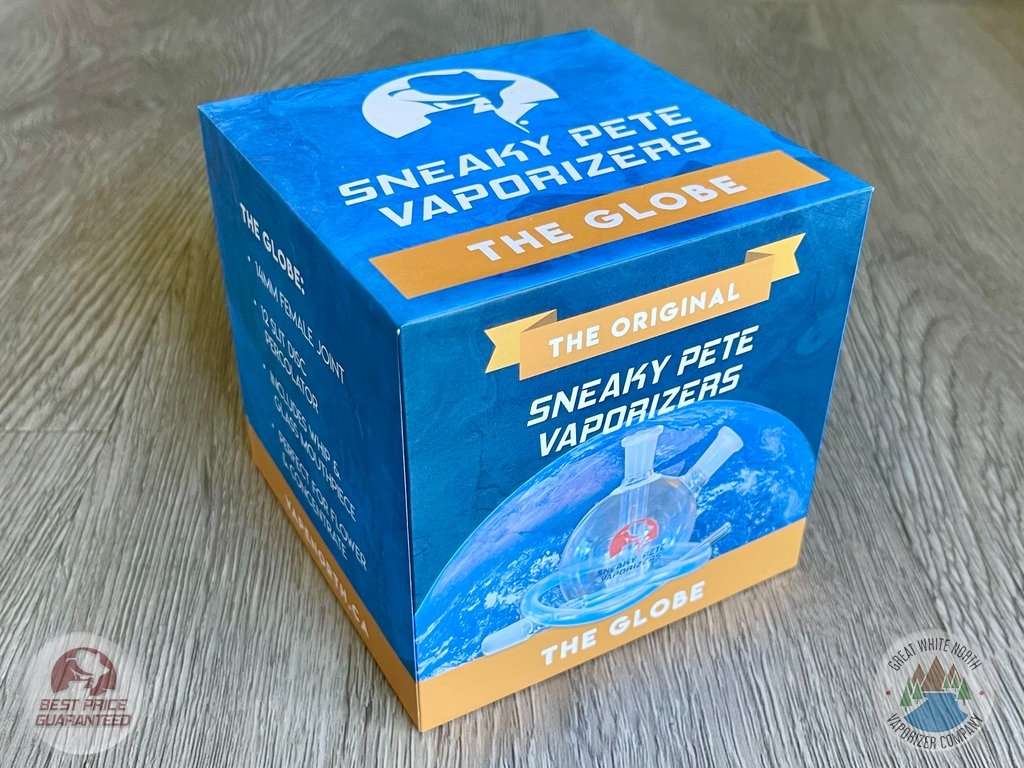 SNEAKY PETE
VAPORIZERS
THE GLOBE
THE ORIGINAL
SNEAKY PETE
VAPORIZERS
SNEAKY PETE
VAPORIZERS
THE GLOBE
THE GLOBE:
• 14MM FEMALE JOINT
• 12 SLIT DISC
PERCOLATOR
• INCLUDES WHIP &
GLASS MOUTHPIECE
• PERFECT FOR FLOWER
& CONCENTRATE
BEST PRICE
GUARANTEED
GREAT WHITE NORTH
VAPORIZER COMPANY